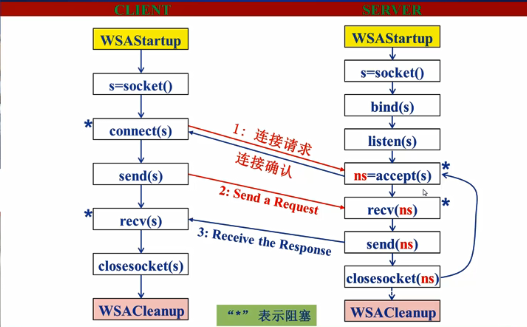 CLIENT
SERVER
WSAStartup
s=socket()
* connect(s)
send(s)
* recv(s)
closesocket(s)
WSACleanup
1: 连接请求
连接确认
2: Send a Request
3: Receive the Response
WSAStartup
s=socket()
bind(s)
listen(s)
ns=accept(s) *
recv(ns) *
send(ns)
closesocket(ns)
WSACleanup
“*” 表示阻塞